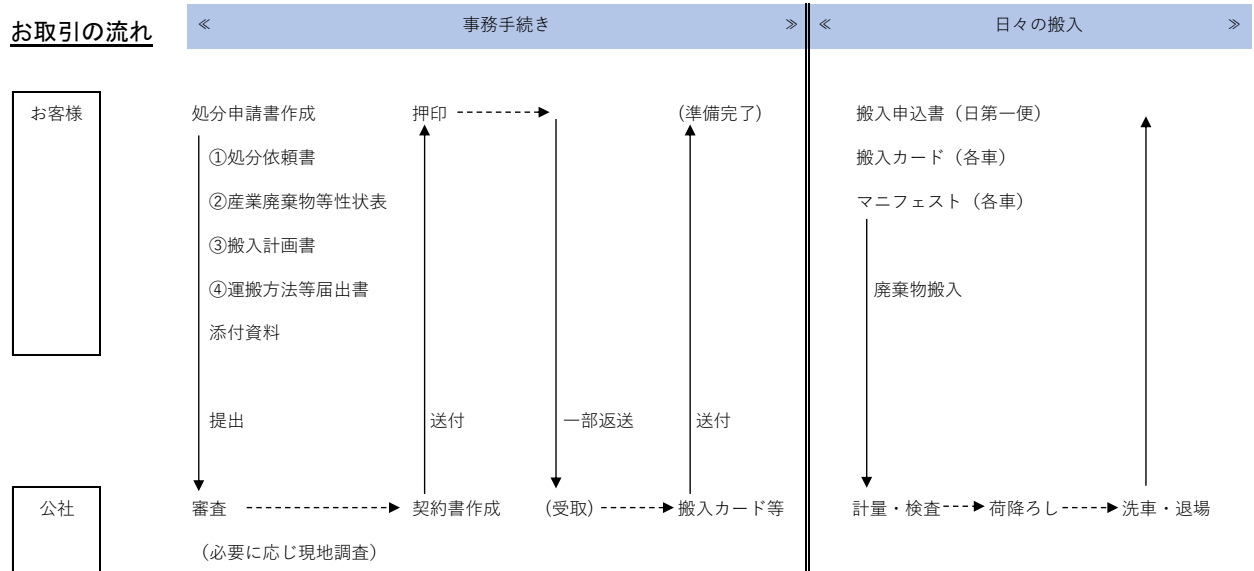 お取引の流れ
≪ 事務手続き ≫
≪ 日々の搬入 ≫
お客様
処分申請書作成
押印
(準備完了)
搬入申込書（日第一便）
①処分依頼書
搬入カード（各車）
②産業廃棄物等性状表
マニフェスト（各車）
③搬入計画書
④運搬方法等届出書
廃棄物搬入
添付資料
提出
送付
一部返送
送付
公社
審査
契約書作成
(受取)
搬入カード等
計量・検査
荷降ろし
洗車・退場
（必要に応じ現地調査）